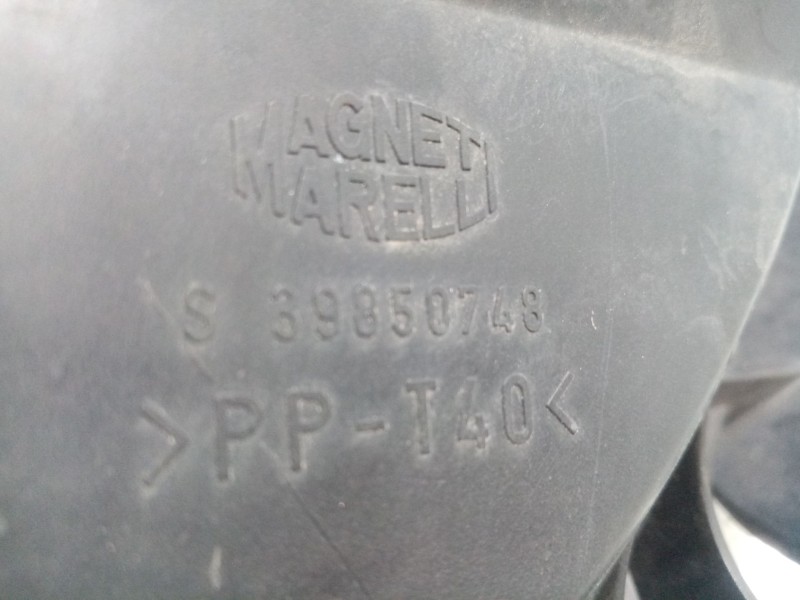 MAGNETI
MARELLI
S 39850748
>PP-T40<